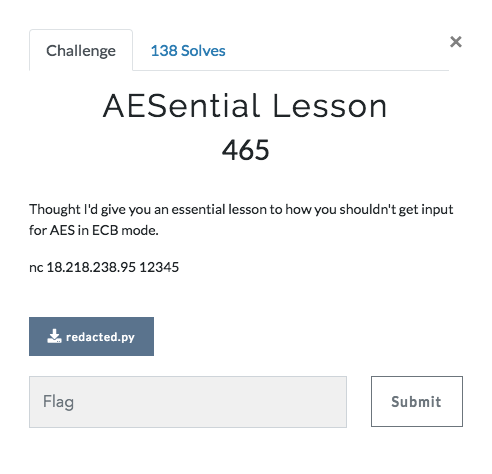 Challenge
138 Solves
×
AESential Lesson
465
Thought I'd give you an essential lesson to how you shouldn't get input
for AES in ECB mode.
nc 18.218.238.95 12345
redacted.py
Flag
Submit